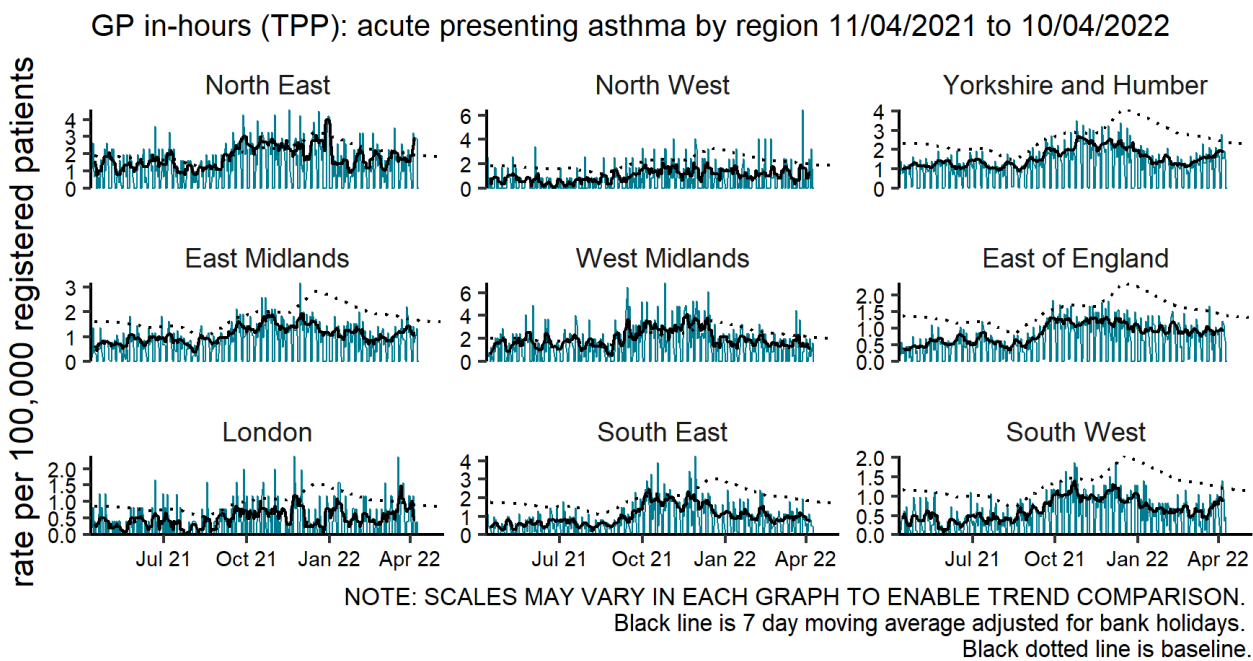 GP in-hours (TPP): acute presenting asthma by region 11/04/2021 to 10/04/2022
rate per 100,000 registered patients
North East
4
3
2
1
0
North West
6
4
2
0
Yorkshire and Humber
4
3
2
1
0
East Midlands
3
2
1
0
West Midlands
6
4
2
0
East of England
2.0
1.5
1.0
0.5
0.0
London
2.0
1.5
1.0
0.5
0.0
South East
4
3
2
1
0
South West
2.0
1.5
1.0
0.5
0.0
Jul 21 Oct 21 Jan 22 Apr 22
Jul 21 Oct 21 Jan 22 Apr 22
Jul 21 Oct 21 Jan 22 Apr 22
NOTE: SCALES MAY VARY IN EACH GRAPH TO ENABLE TREND COMPARISON.
Black line is 7 day moving average adjusted for bank holidays.
Black dotted line is baseline.